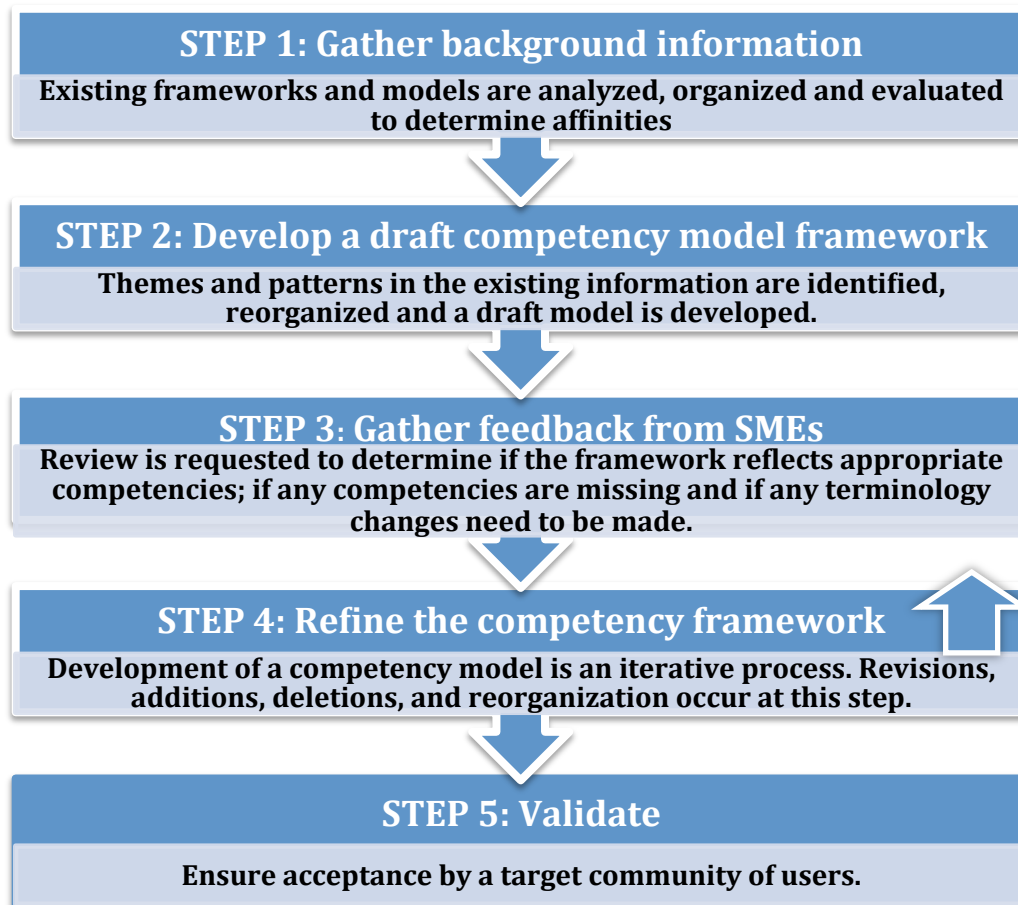 STEP 1: Gather background information
Existing frameworks and models are analyzed, organized and evaluated
to determine affinities
STEP 2: Develop a draft competency model framework
Themes and patterns in the existing information are identified,
reorganized and a draft model is developed.
STEP 3: Gather feedback from SMEs
Review is requested to determine if the framework reflects appropriate
competencies; if any competencies are missing and if any terminology
changes need to be made.
STEP 4: Refine the competency framework
Development of a competency model is an iterative process. Revisions,
additions, deletions, and reorganization occur at this step.
STEP 5: Validate
Ensure acceptance by a target community of users.